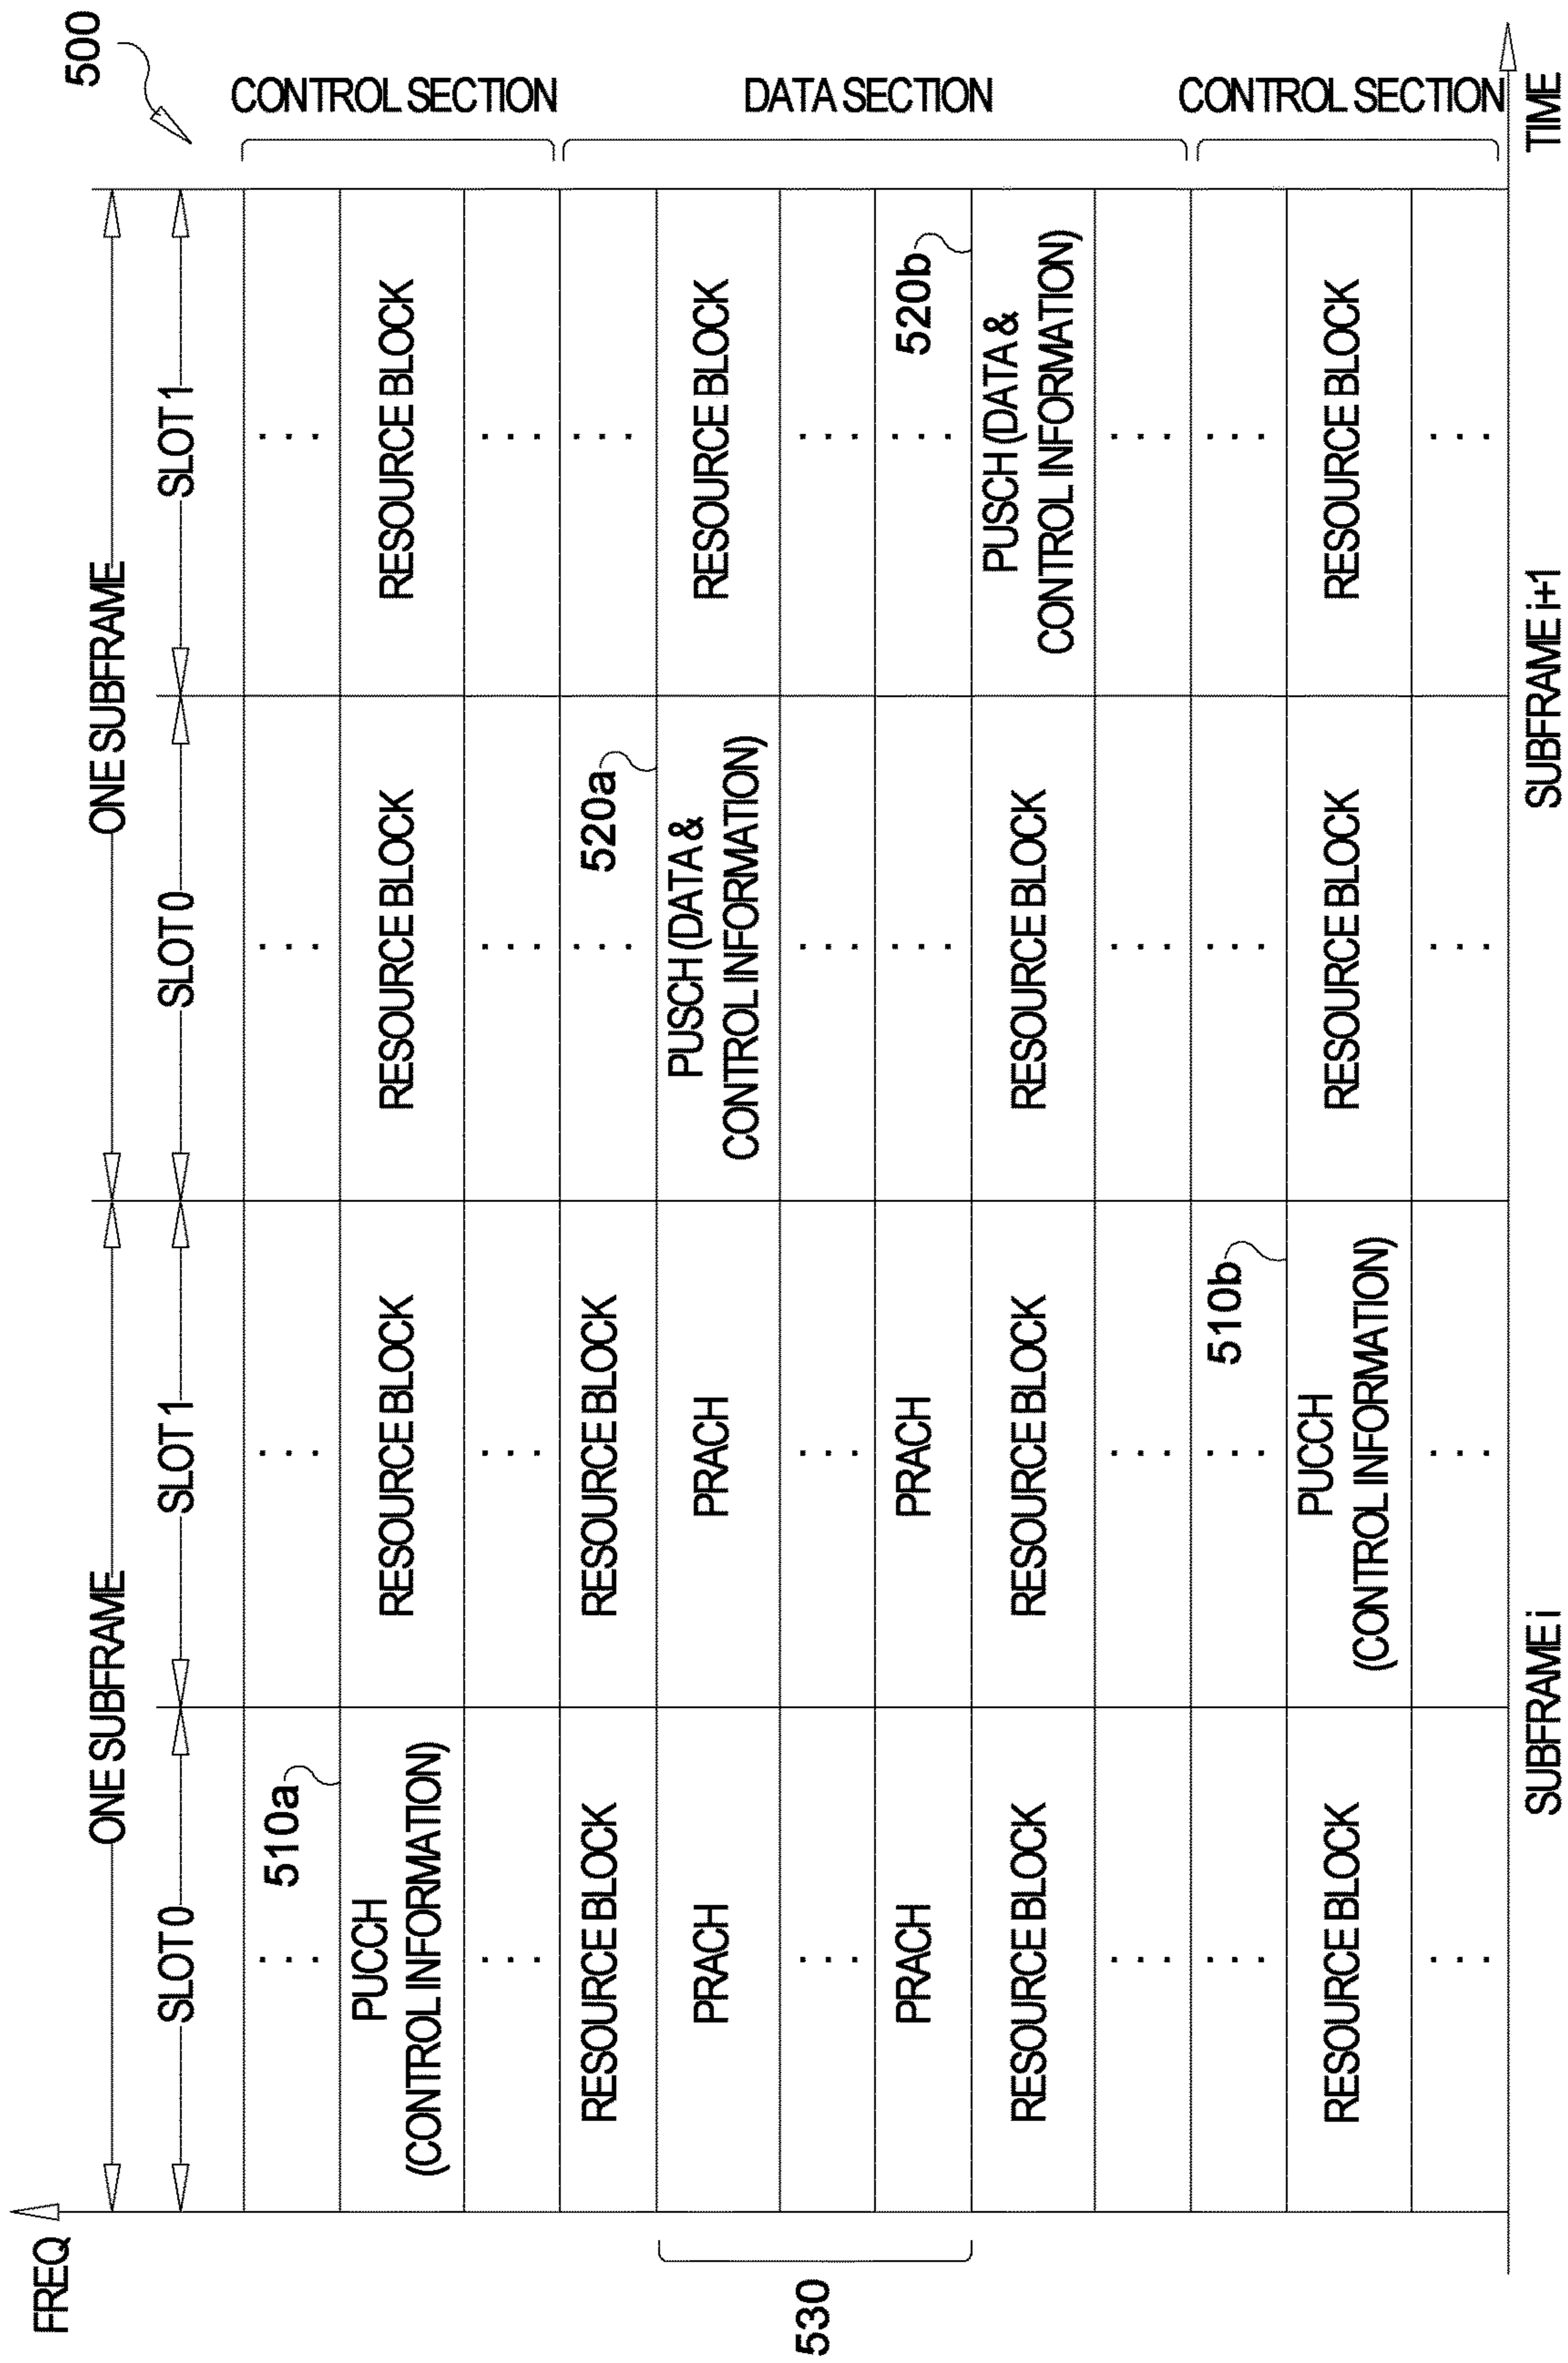 500
FREQ
ONE SUBFRAME
ONE SUBFRAME
SLOT 0
SLOT 1
SLOT 0
SLOT 1
510a
. . .
. . .
. . .
. . .
CONTROL SECTION
PUCCH
(CONTROL INFORMATION)
RESOURCE BLOCK
RESOURCE BLOCK
RESOURCE BLOCK
. . .
. . .
. . .
. . .
RESOURCE BLOCK
RESOURCE BLOCK
520a
. . .
. . .
530
PRACH
PRACH
PUSCH (DATA &
CONTROL INFORMATION)
RESOURCE BLOCK
DATA SECTION
. . .
. . .
. . .
. . .
PRACH
PRACH
. . .
. . .
520b
RESOURCE BLOCK
RESOURCE BLOCK
RESOURCE BLOCK
PUSCH (DATA &
CONTROL INFORMATION)
. . .
. . .
. . .
. . .
. . .
. . .
510b
. . .
. . .
RESOURCE BLOCK
PUCCH
(CONTROL INFORMATION)
RESOURCE BLOCK
RESOURCE BLOCK
CONTROL SECTION
. . .
. . .
. . .
. . .
SUBFRAME i
SUBFRAME i+1
TIME